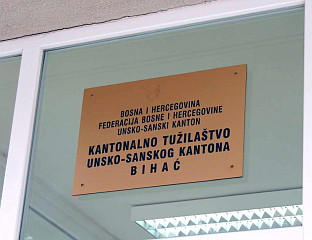 BOSNA I HERCEGOVINA
FEDERACIJA BOSNE I HERCEGOVINE
UNSKO-SANSKI KANTON
KANTONALNO TUŽILAŠTVO
UNSKO-SANSKOG KANTONA
BIHAĆ